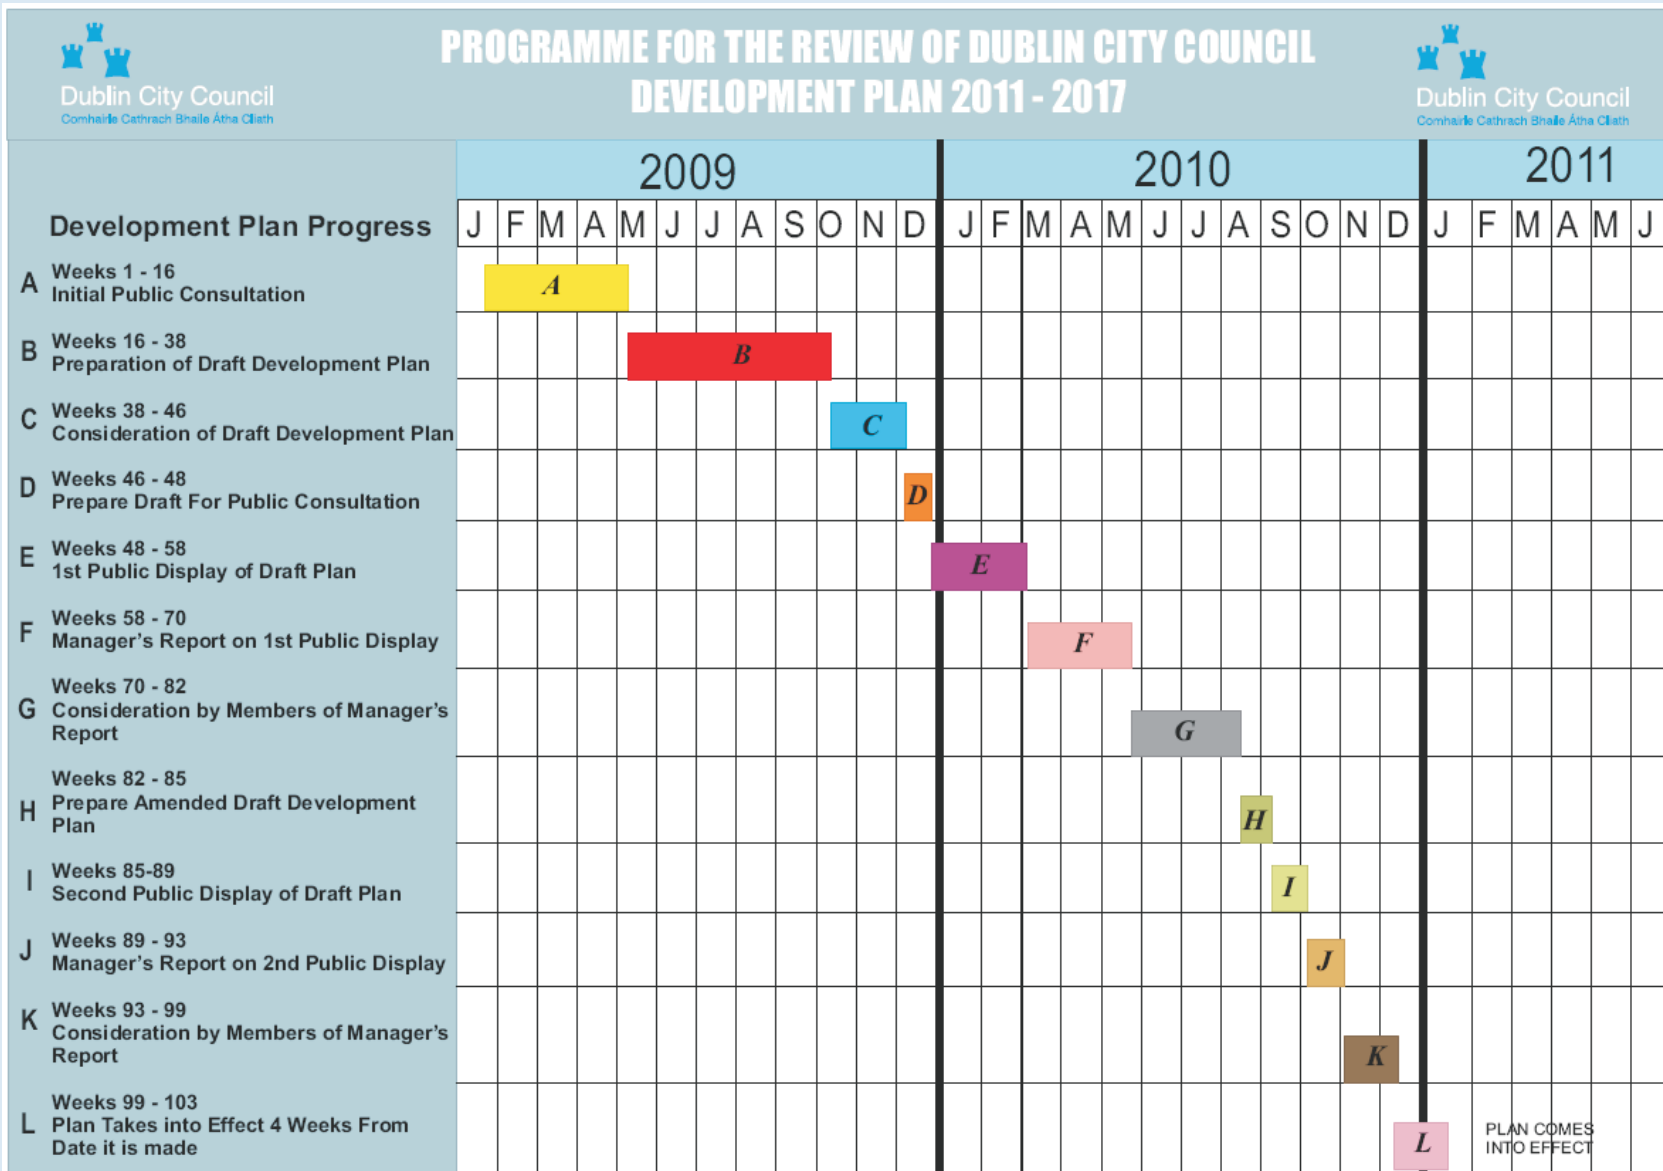 Dublin City Council
Comhairle Cathrach Bhaile Átha Cliath
PROGRAMME FOR THE REVIEW OF DUBLIN CITY COUNCIL
DEVELOPMENT PLAN 2011 - 2017
Dublin City Council
Comhairle Cathrach Bhaile Átha Cliath
2009 2010 2011
Development Plan Progress J F M A M J J A S O N D J F M A M J J A S O N D J F M A M J
A Weeks 1 - 16
Initial Public Consultation
A
B Weeks 16 - 38
Preparation of Draft Development Plan
B
C Weeks 38 - 46
Consideration of Draft Development Plan
C
D Weeks 46 - 48
Prepare Draft For Public Consultation
D
E Weeks 48 - 58
1st Public Display of Draft Plan
E
F Weeks 58 - 70
Manager's Report on 1st Public Display
F
G Weeks 70 - 82
Consideration by Members of Manager's
Report
G
H Weeks 82 - 85
Prepare Amended Draft Development
Plan
H
I Weeks 85-89
Second Public Display of Draft Plan
I
J Weeks 89 - 93
Manager's Report on 2nd Public Display
J
K Weeks 93 - 99
Consideration by Members of Manager's
Report
K
L Weeks 99 - 103
Plan Takes into Effect 4 Weeks From
Date it is made
L
PLAN COMES
INTO EFFECT